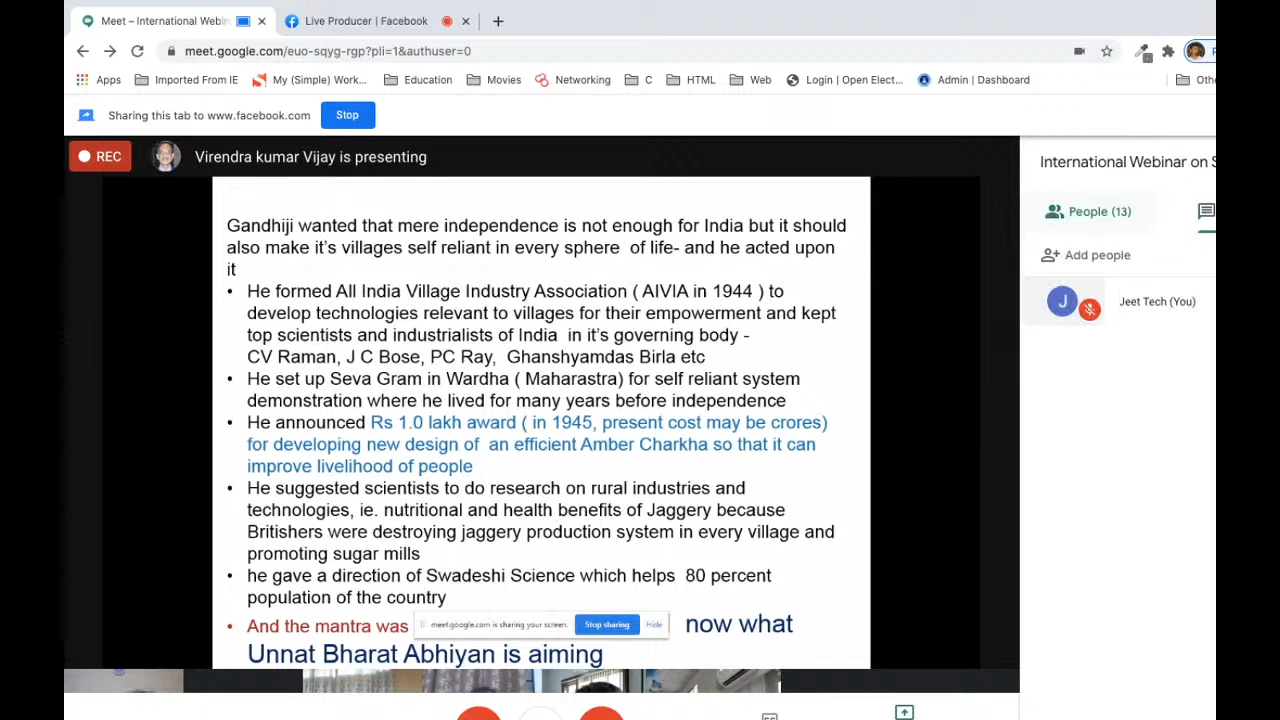 Meet – International Webin
Live Producer | Facebook
meet.google.com/euo-sqyg-rgp?pli=1&authuser=0
Apps Imported From IE My (Simple) Work... Education Movies Networking C HTML Web Login | Open Elect... Admin | Dashboard Othe
Sharing this tab to www.facebook.com Stop
REC Virendra kumar Vijay is presenting
International Webinar on S
People (13)
Add people
J Jeet Tech (You)
Gandhiji wanted that mere independence is not enough for India but it should
also make it's villages self reliant in every sphere of life- and he acted upon
it
• He formed All India Village Industry Association ( AIVIA in 1944 ) to
develop technologies relevant to villages for their empowerment and kept
top scientists and industrialists of India in it's governing body -
CV Raman, J C Bose, PC Ray, Ghanshyamdas Birla etc
• He set up Seva Gram in Wardha ( Maharastra) for self reliant system
demonstration where he lived for many years before independence
• He announced Rs 1.0 lakh award ( in 1945, present cost may be crores)
for developing new design of an efficient Amber Charkha so that it can
improve livelihood of people
• He suggested scientists to do research on rural industries and
technologies, ie. nutritional and health benefits of Jaggery because
Britishers were destroying jaggery production system in every village and
promoting sugar mills
• he gave a direction of Swadeshi Science which helps 80 percent
population of the country
• And the mantra was now what
meet.google.com is sharing your screen. Stop sharing Hide
Unnat Bharat Abhiyan is aiming